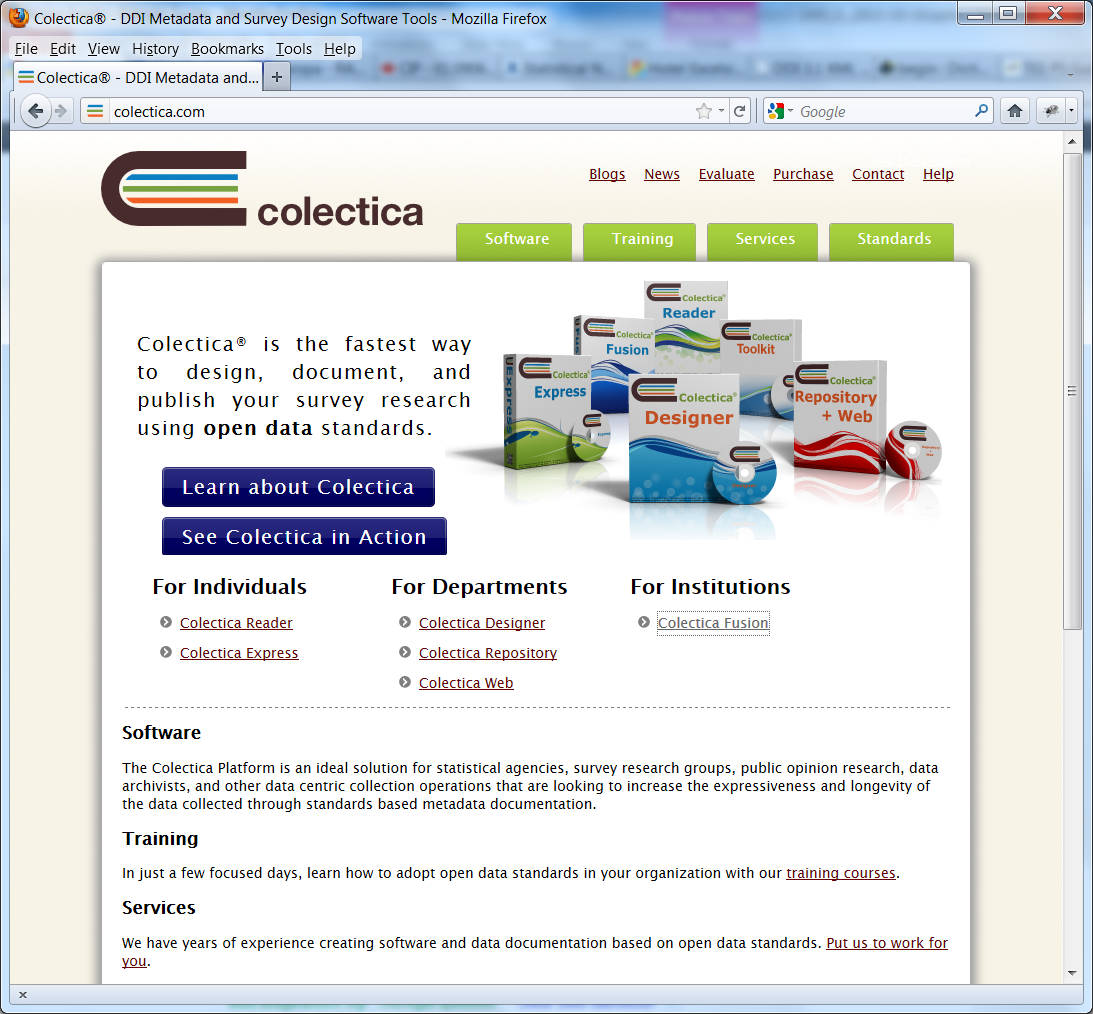 Colectica® - DDI Metadata and Survey Design Software Tools - Mozilla Firefox
File Edit View History Bookmarks Tools Help
Colectica® - DDI Metadata and...
colectica.com
Google
colectica
Blogs News Evaluate Purchase Contact Help
Software Training Services Standards
Colectica® is the fastest way
to design, document, and
publish your survey research
using open data standards.
Colectica®
Reader
Colectica®
Fusion
Colectica®
Toolkit
Colectica®
Express
Colectica®
Designer
Colectica®
Repository
+ Web
Learn about Colectica
See Colectica in Action
For Individuals
Colectica Reader
Colectica Express
For Departments
Colectica Designer
Colectica Repository
Colectica Web
For Institutions
Colectica Fusion
Software
The Colectica Platform is an ideal solution for statistical agencies, survey research groups, public opinion research, data
archivists, and other data centric collection operations that are looking to increase the expressiveness and longevity of
the data collected through standards based metadata documentation.
Training
In just a few focused days, learn how to adopt open data standards in your organization with our training courses.
Services
We have years of experience creating software and data documentation based on open data standards. Put us to work for
you.